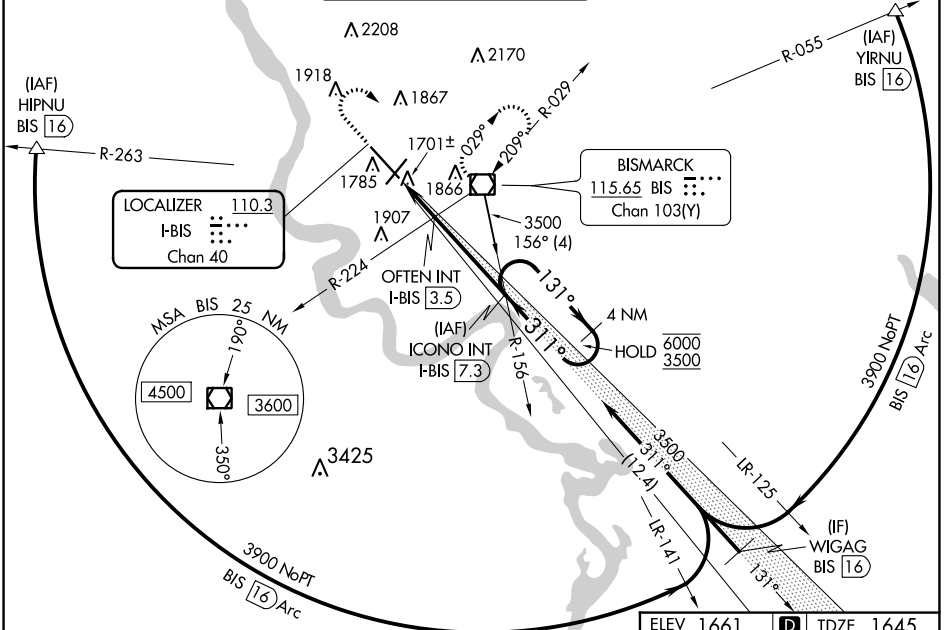 2208
2170
(IAF)
YIRNU
BIS 16
R-055
(IAF)
HIPNU
BIS 16
1918
1867
R-029
029°
209°
R-263
1701±
1785
1866
BISMARCK
115.65 BIS
Chan 103(Y)
LOCALIZER 110.3
I-BIS
Chan 40
1907
3500
156° (4)
R-224
OFTEN INT
I-BIS 3.5
131°
4 NM
(IAF)
ICONO INT
I-BIS 7.3
311°
HOLD 6000
3500
R-156
MSA BIS 25 NM
190°
4500
3600
350°
3425
3900 NoPT
BIS 16 Arc
3500
311°
(12.4)
LR-125
LR-141
(IF)
WIGAG
BIS 16
131°
3900 NoPT
BIS 16 Arc
ELEV 1661 D TDZE 1645